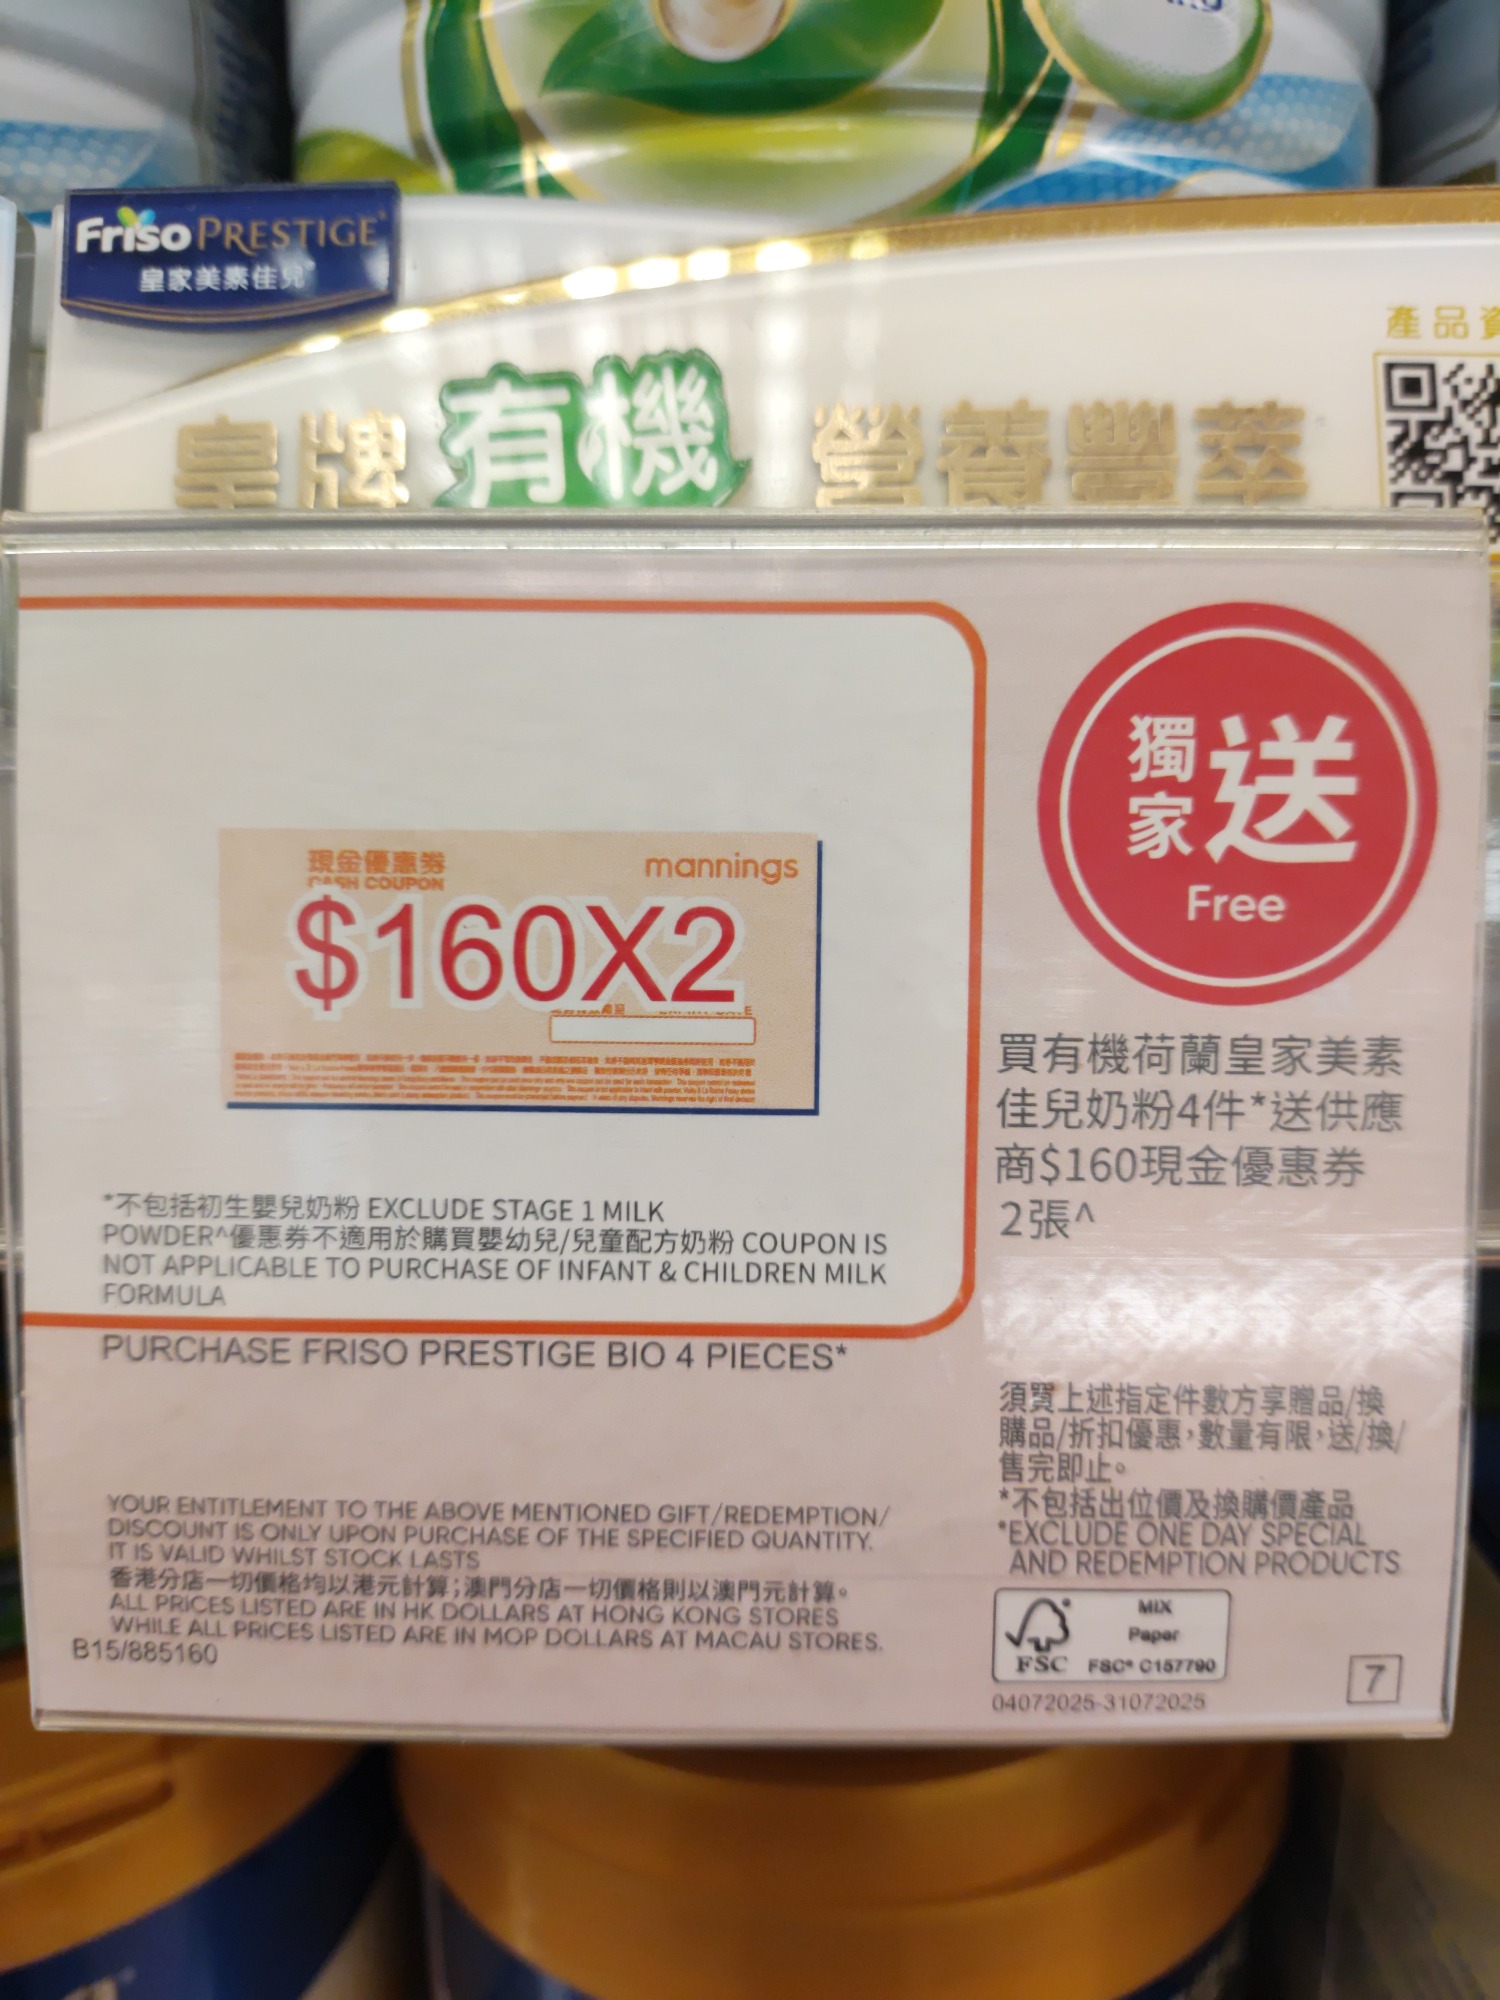 Friso PRESTIGE
皇家美素佳兒
產品資
皇牌有機 營養豐萃
獨家送
Free
現金優惠券
CASH COUPON
mannings
$160X2
買有機荷蘭皇家美素
佳兒奶粉4件*送供應
商$160現金優惠券
2張^
*不包括初生嬰兒奶粉 EXCLUDE STAGE 1 MILK
POWDER^優惠券不適用於購買嬰幼兒/兒童配方奶粉 COUPON IS
NOT APPLICABLE TO PURCHASE OF INFANT & CHILDREN MILK
FORMULA
PURCHASE FRISO PRESTIGE BIO 4 PIECES*
須買上述指定件數方享贈品/換
購品/折扣優惠,數量有限,送/換/
售完即止。
*不包括出位價及換購價產品
*EXCLUDE ONE DAY SPECIAL
AND REDEMPTION PRODUCTS
YOUR ENTITLEMENT TO THE ABOVE MENTIONED GIFT/REDEMPTION/
DISCOUNT IS ONLY UPON PURCHASE OF THE SPECIFIED QUANTITY.
IT IS VALID WHILST STOCK LASTS
香港分店一切價格均以港元計算;澳門分店一切價格則以澳門元計算。
ALL PRICES LISTED ARE IN HK DOLLARS AT HONG KONG STORES
WHILE ALL PRICES LISTED ARE IN MOP DOLLARS AT MACAU STORES.
B15/885160
FSC
MIX
Paper
FSC® C157790
04072025-31072025
7